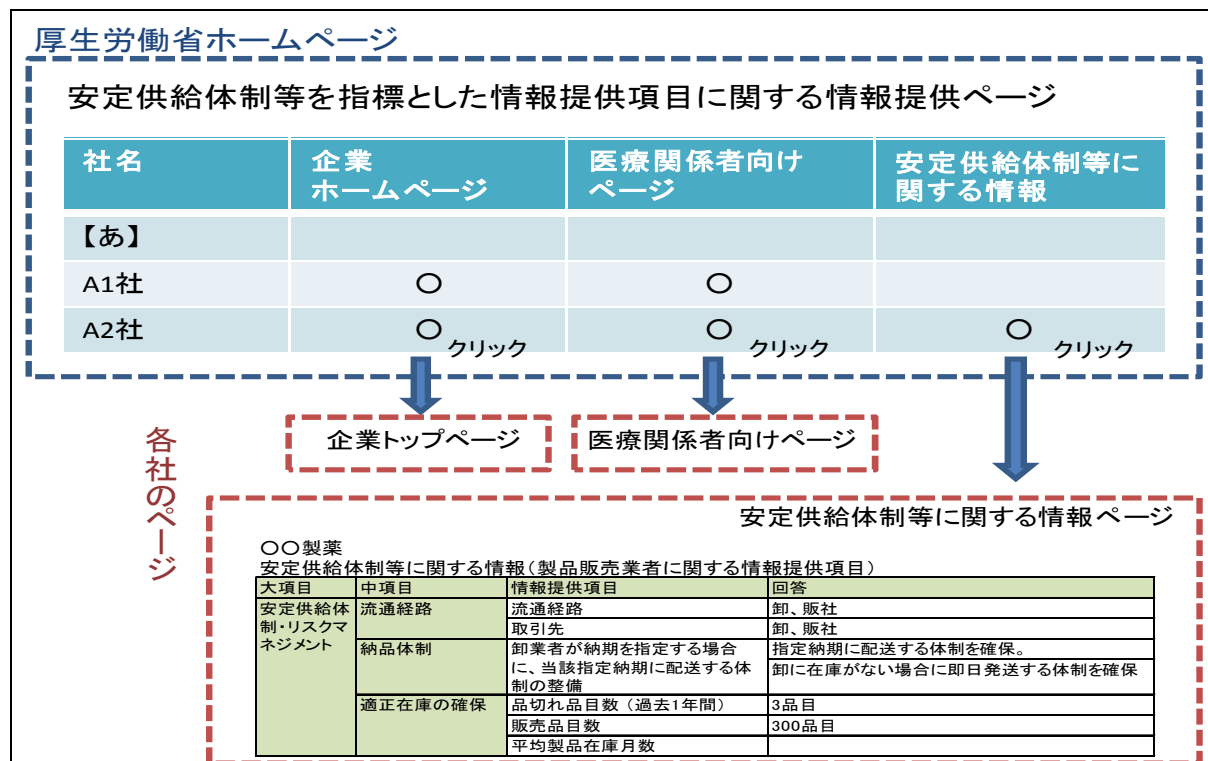 厚生労働省ホームページ
安定供給体制等を指標とした情報提供項目に関する情報提供ページ
社名 企業 医療関係者向け 安定供給体制等に
ホームページ ページ 関する情報
【あ】
A1社 〇 〇
A2社 〇 〇 〇
クリック クリック クリック
企業トップページ 医療関係者向けページ
各社のページ
安定供給体制等に関する情報ページ
〇〇製薬
安定供給体制等に関する情報（製品販売業者に関する情報提供項目）
大項目 中項目 情報提供項目 回答
安定供給体 流通経路 流通経路 卸、販社
制・リスクマ 取引先 卸、販社
ネジメント 納品体制 卸業者が納期を指定する場合 指定納期に配送する体制を確保。
に、当該指定納期に配送する体 卸に在庫がない場合に即日発送する体制を確保
制の整備
適正在庫の確保 品切れ品目数（過去1年間） 3品目
販売品目数 300品目
平均製品在庫月数